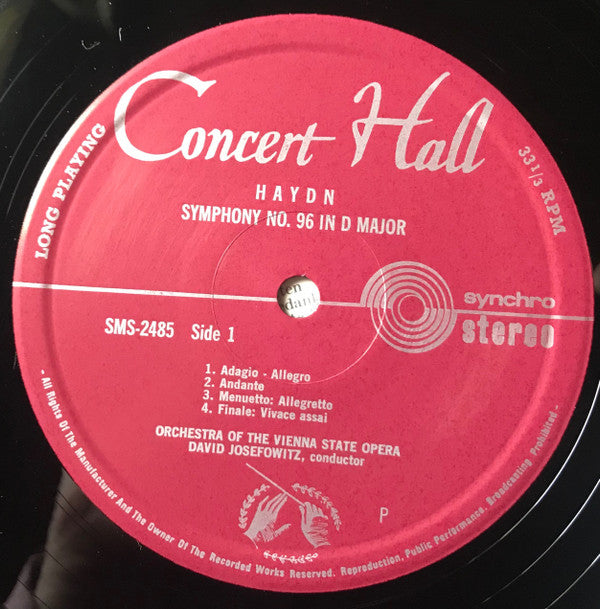 Concert Hall
LONG PLAYING
33 1/3 RPM
HAYDN
SYMPHONY NO. 96 IN D MAJOR
ten
synchro
stereo
SMS-2485 Side 1
1. Adagio - Allegro
2. Andante
3. Menuetto: Allegretto
4. Finale: Vivace assai
ORCHESTRA OF THE VIENNA STATE OPERA
DAVID JOSEFOWITZ, conductor
P
- All Rights Of The Manufacturer And The Owner Of The Recorded Works Reserved. Reproduction, Public Performance, Broadcasting Prohibited -